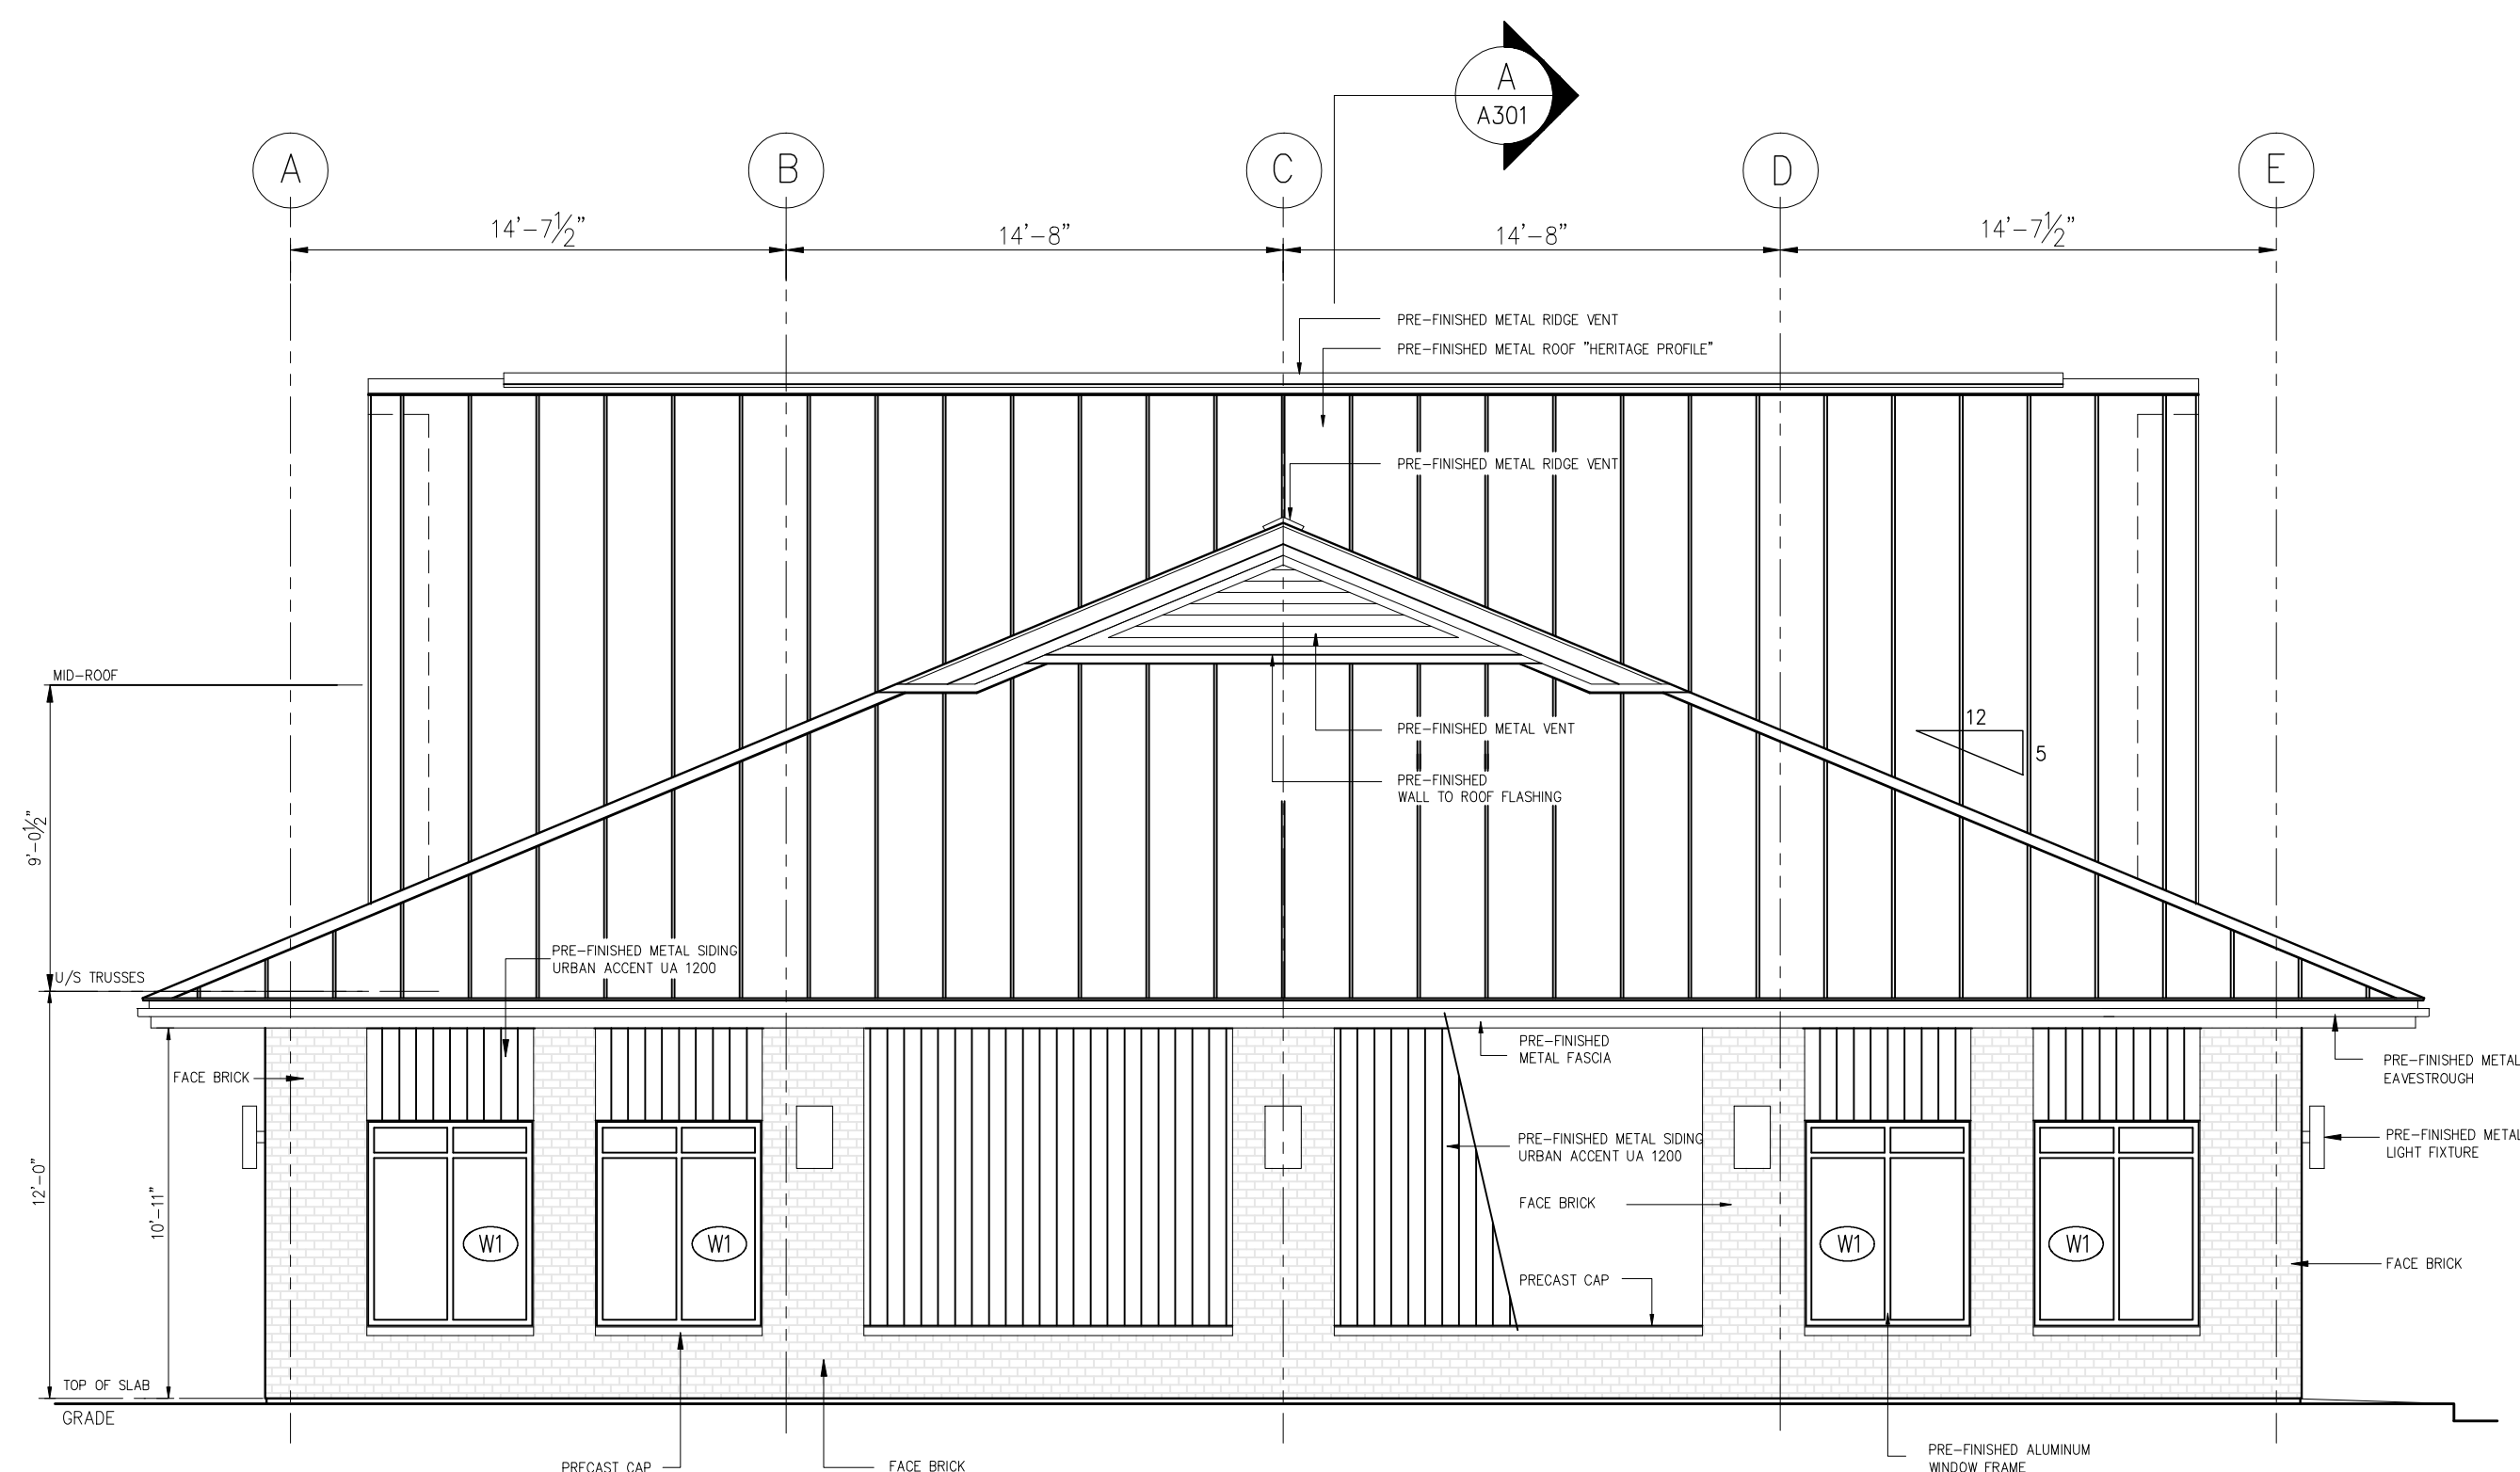 A
A301
A
B
C
D
E
14'-7½"
14'-8"
14'-8"
14'-7½"
PRE-FINISHED METAL RIDGE VENT
PRE-FINISHED METAL ROOF "HERITAGE PROFILE"
PRE-FINISHED METAL RIDGE VENT
MID-ROOF
12
5
PRE-FINISHED METAL VENT
PRE-FINISHED
WALL TO ROOF FLASHING
9'-0½"
PRE-FINISHED METAL SIDING
URBAN ACCENT UA 1200
U/S TRUSSES
PRE-FINISHED
METAL FASCIA
PRE-FINISHED METAL
EAVESTROUGH
FACE BRICK
PRE-FINISHED METAL SIDING
URBAN ACCENT UA 1200
PRE-FINISHED METAL
LIGHT FIXTURE
12'-0"
10'-11"
FACE BRICK
W1
W1
W1
W1
FACE BRICK
PRECAST CAP
TOP OF SLAB
GRADE
PRECAST CAP
FACE BRICK
PRE-FINISHED ALUMINUM
WINDOW FRAME